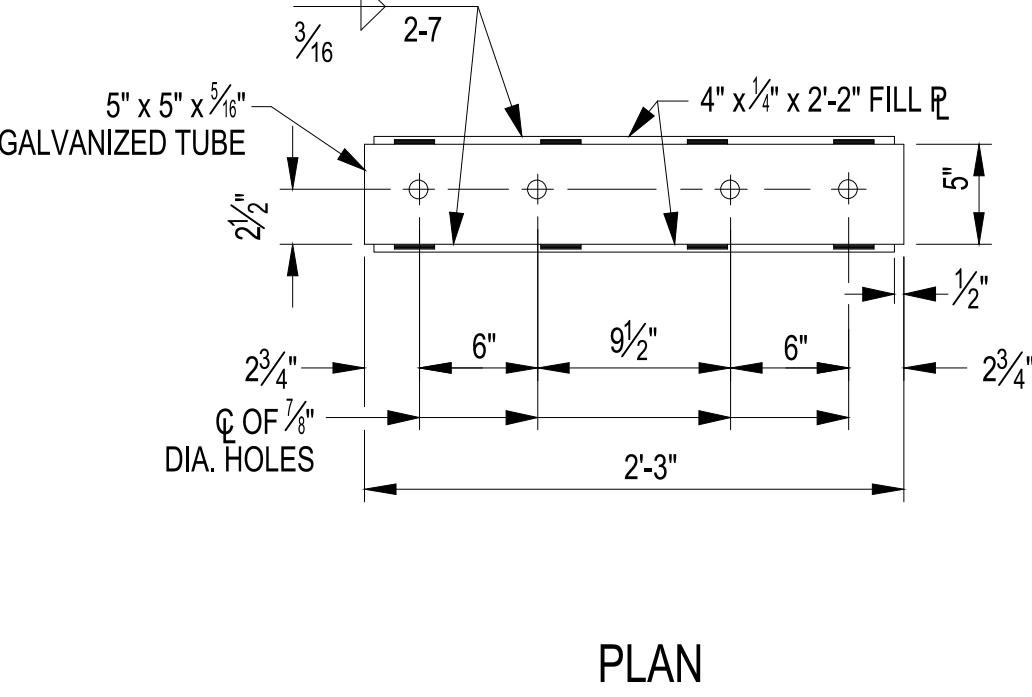 3/16
2-7
5" x 5" x 5/16"
GALVANIZED TUBE
4" x 1/4" x 2'-2" FILL ℄
2 1/2"
5"
1/2"
2 3/4"
6"
9 1/2"
6"
2 3/4"
℄ OF 7/8"
DIA. HOLES
2'-3"
PLAN